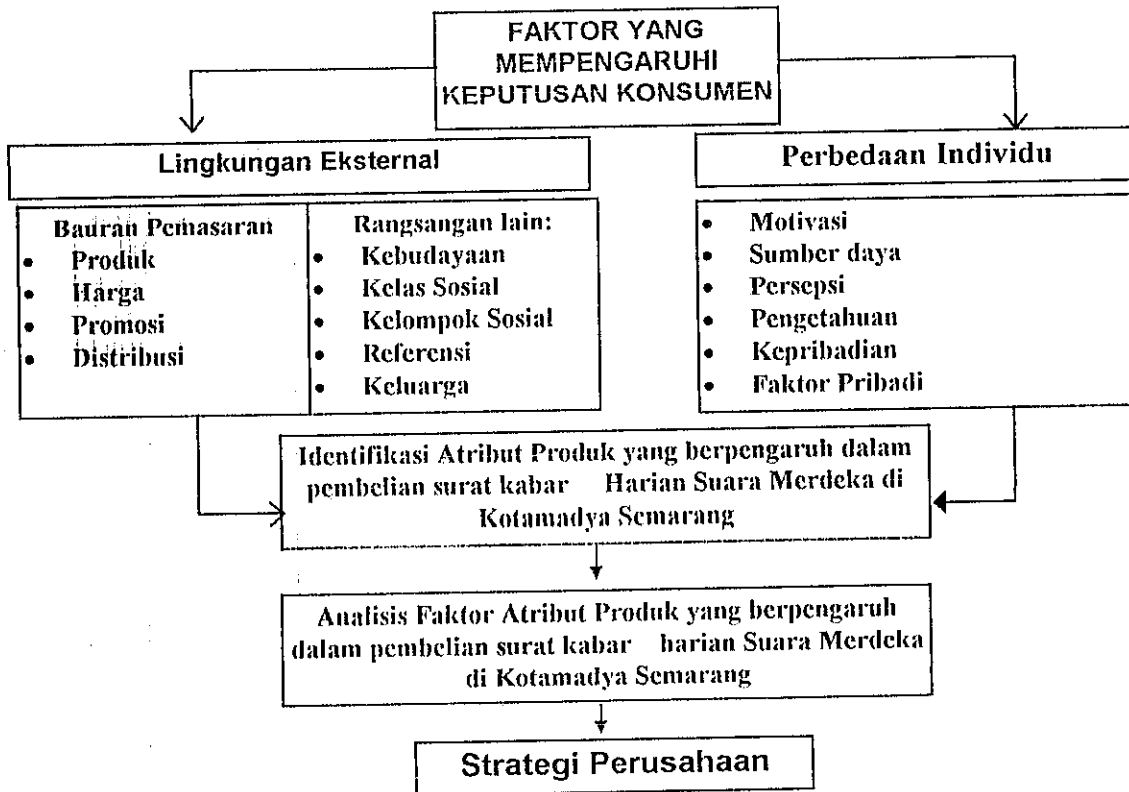 FAKTOR YANG
MEMPENGARUHI
KEPUTUSAN KONSUMEN
Lingkungan Eksternal
Perbedaan Individu
Bauran Pemasaran
• Produk
• Harga
• Promosi
• Distribusi
Rangsangan lain:
• Kebudayaan
• Kelas Sosial
• Kelompok Sosial
• Referensi
• Keluarga
• Motivasi
• Sumber daya
• Persepsi
• Pengetahuan
• Kepribadian
• Faktor Pribadi
Identifikasi Atribut Produk yang berpengaruh dalam
pembelian surat kabar Harian Suara Merdeka di
Kotamadya Semarang
Analisis Faktor Atribut Produk yang berpengaruh
dalam pembelian surat kabar harian Suara Merdeka
di Kotamadya Semarang
Strategi Perusahaan